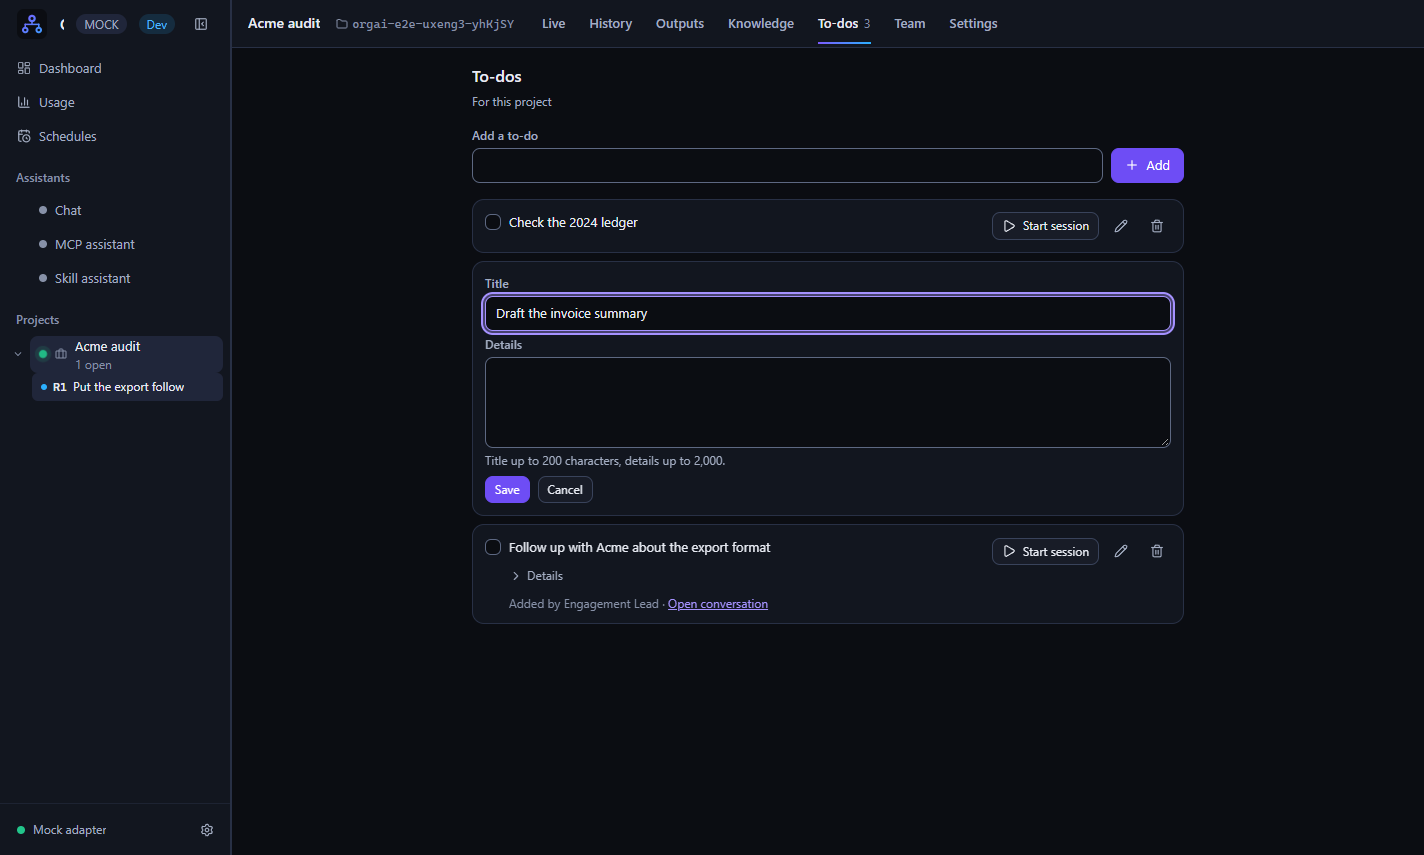 MOCK
Dev
Dashboard
Usage
Schedules
Assistants
Chat
MCP assistant
Skill assistant
Projects
Acme audit
1 open
R1 Put the export follow
Mock adapter
Acme audit
orgai-e2e-uxeng3-yhKjSY
Live
History
Outputs
Knowledge
To-dos 3
Team
Settings
To-dos
For this project
Add a to-do
Add
Check the 2024 ledger
Start session
Title
Draft the invoice summary
Details
Title up to 200 characters, details up to 2,000.
Save
Cancel
Follow up with Acme about the export format
Start session
Details
Added by Engagement Lead · Open conversation